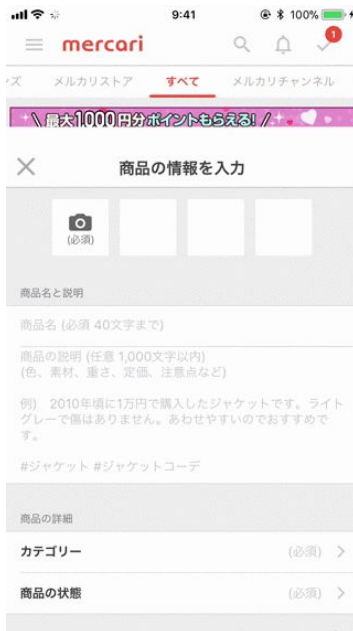 9:41
100%
mercari
1
ズ メルカリストア すべて メルカリチャンネル
最大1000円分ポイントもらえる!
商品の情報を入力
(必須)
商品名と説明
商品名 (必須 40文字まで)
商品の説明 (任意 1,000文字以内)
(色、素材、重さ、定価、注意点など)
例) 2010年頃に1万円で購入したジャケットです。ライト
グレーで傷はありません。あわせやすいのでおすすめで
す。
#ジャケット #ジャケットコーデ
商品の詳細
カテゴリー (必須)
商品の状態 (必須)